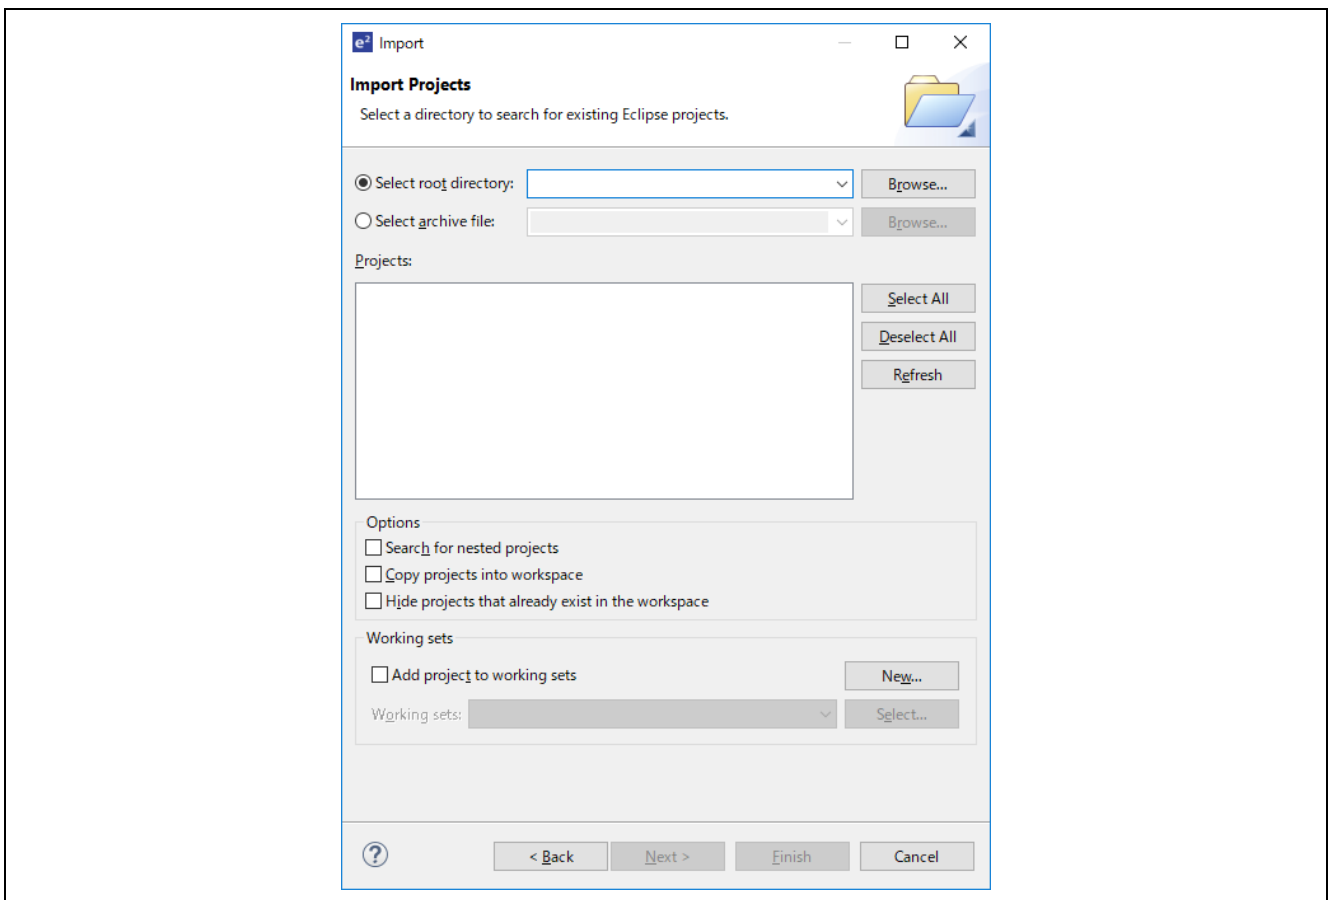 e² Import
Import Projects
Select a directory to search for existing Eclipse projects.
Select root directory: Browse...
Select archive file: Browse...
Projects:
Select All
Deselect All
Refresh
Options
Search for nested projects
Copy projects into workspace
Hide projects that already exist in the workspace
Working sets
Add project to working sets New...
Working sets: Select...
? < Back Next > Finish Cancel